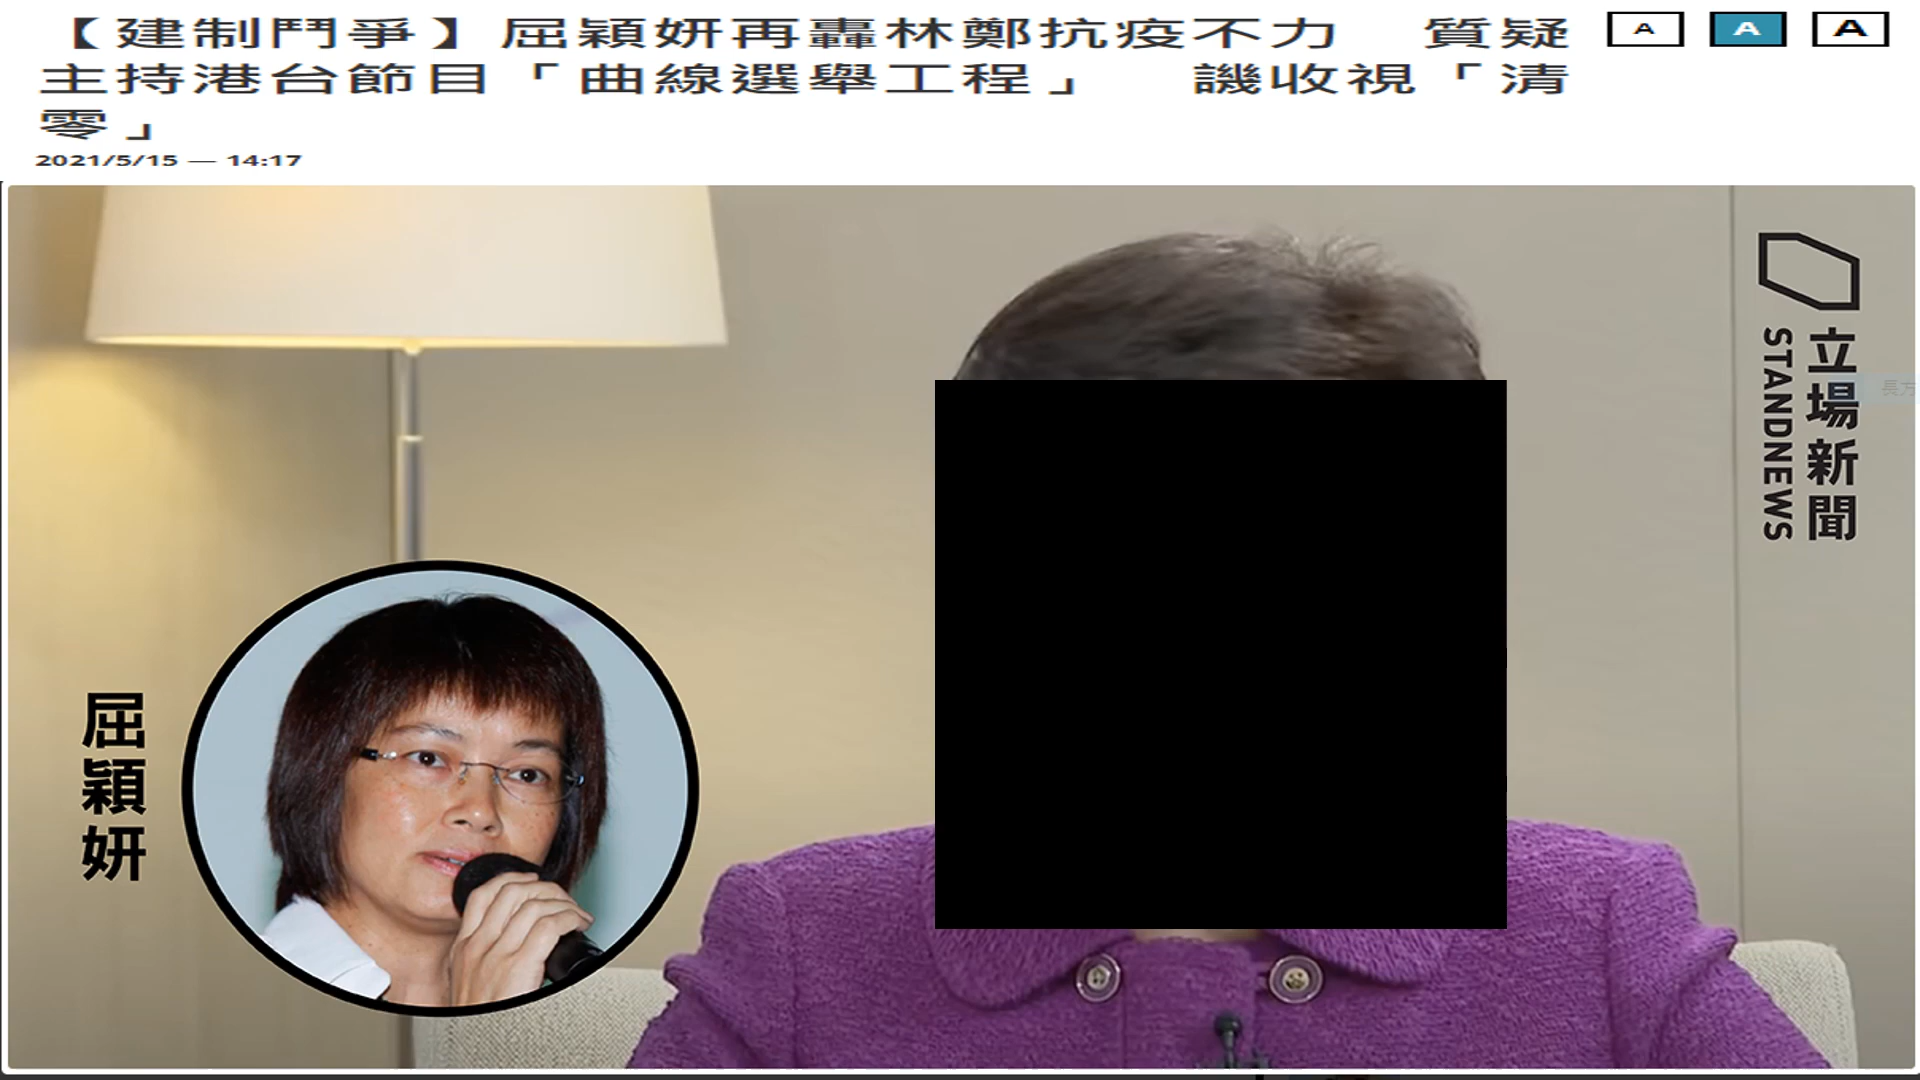 【建制鬥爭】屈穎妍再轟林鄭抗疫不力　質疑
主持港台節目「曲線選舉工程」　譏收視「清
零」
A
A
A
2021/5/15 — 14:17
立場新聞
STANDNEWS
長方
屈穎妍